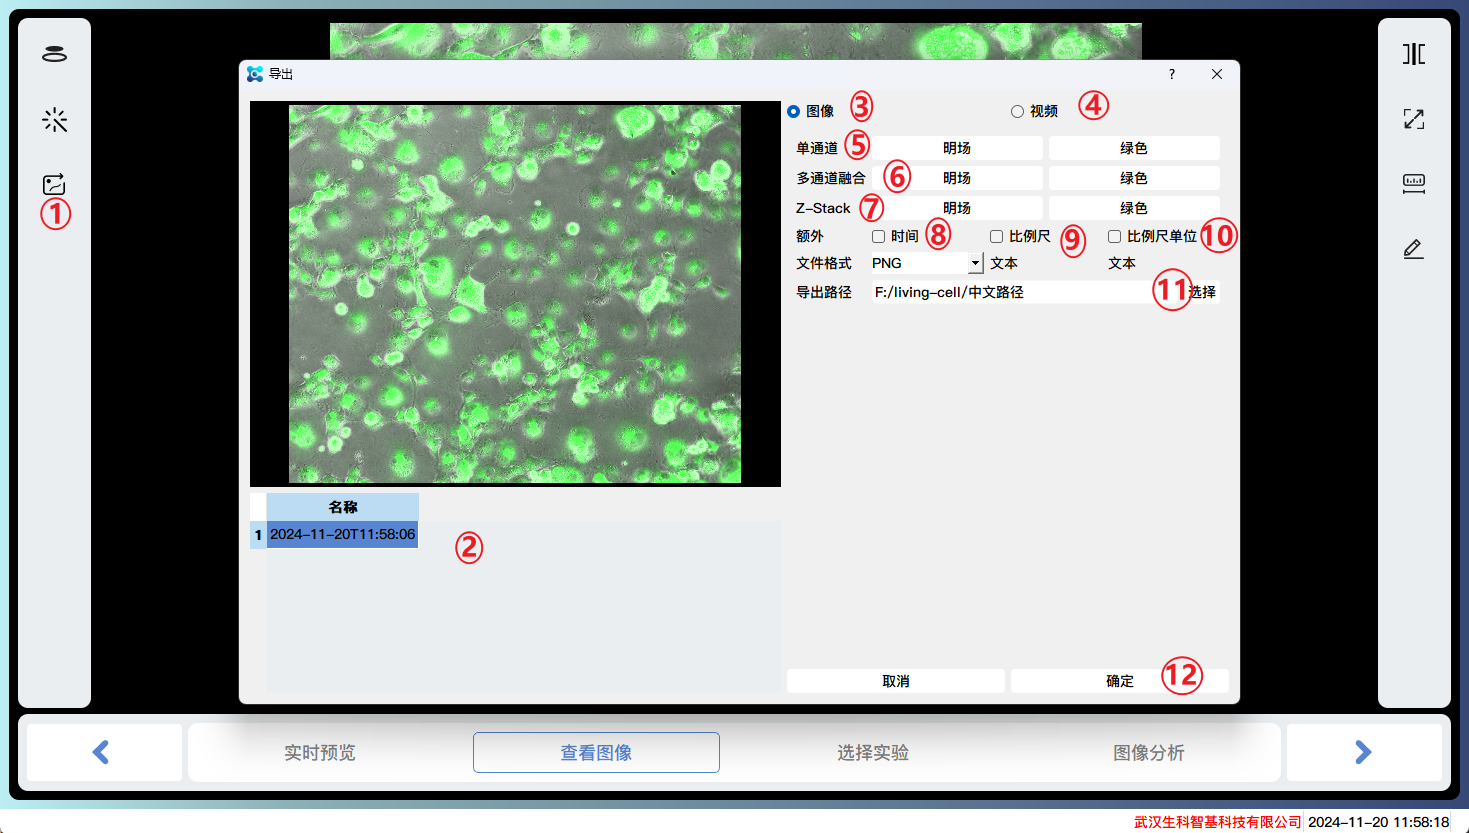 导出
?
图像 ③
视频 ④
单通道 ⑤ 明场 绿色
多通道融合 ⑥ 明场 绿色
Z-Stack ⑦ 明场 绿色
额外 时间 ⑧ 比例尺 ⑨ 比例尺单位 ⑩
文件格式 PNG 文本 文本
导出路径 F:/living-cell/中文路径 ⑪ 选择
①
名称
1 2024-11-20T11:58:06
②
取消 确定 ⑫
实时预览 查看图像 选择实验 图像分析
武汉生科智基科技有限公司 2024-11-20 11:58:18